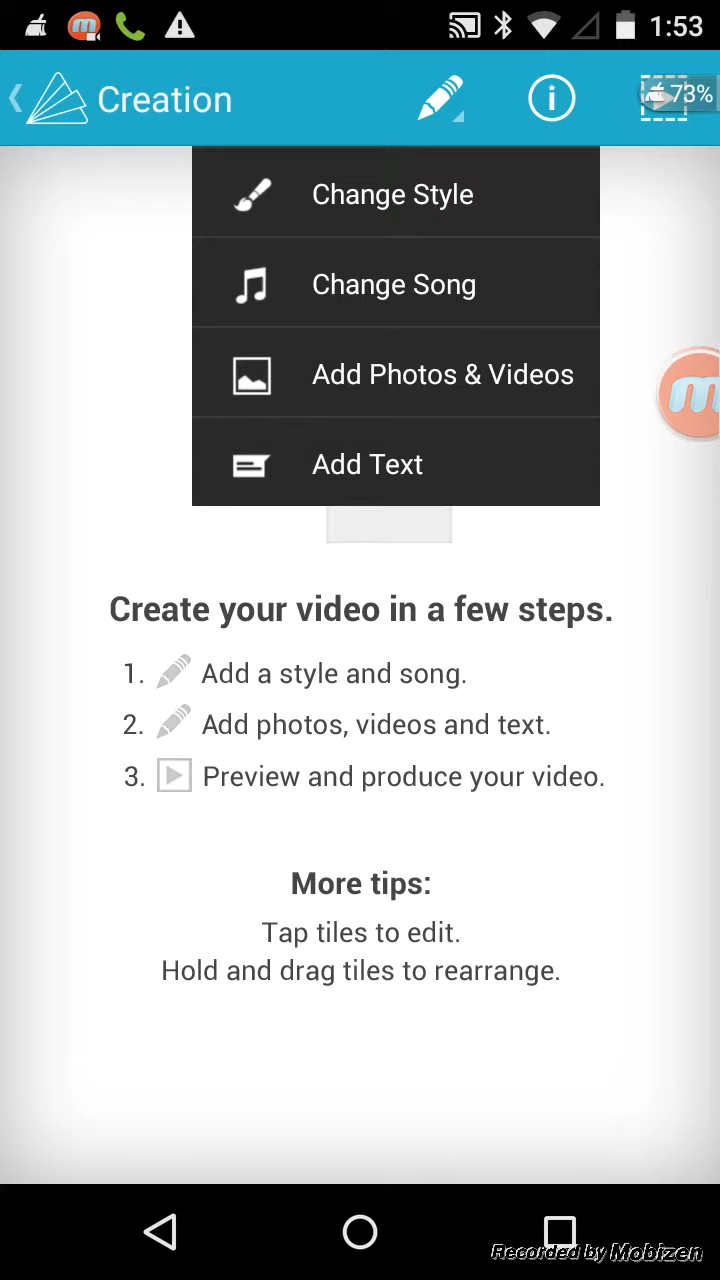 1:53
Creation
73%
Change Style
Change Song
Add Photos & Videos
Add Text
Create your video in a few steps.
1. Add a style and song.
2. Add photos, videos and text.
3. Preview and produce your video.
More tips:
Tap tiles to edit.
Hold and drag tiles to rearrange.
Recorded by Mobizen